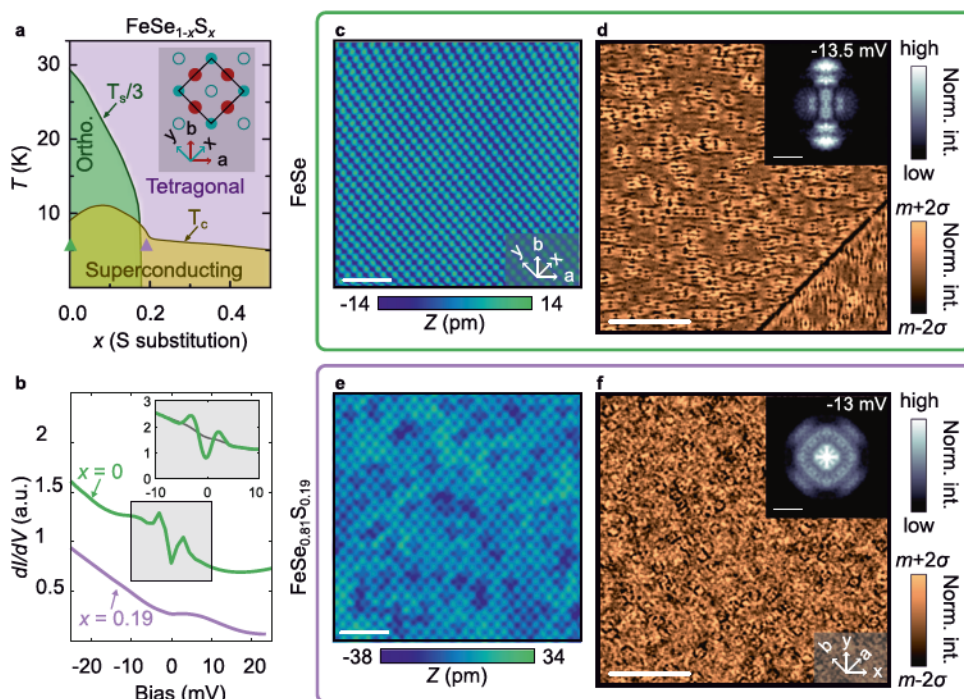 a
FeSe1-xSx
30
20
10
T (K)
Ts/3
Ortho.
b
y
x
a
Tetragonal
Tc
Superconducting
0.0
0.2
0.4
x (S substitution)
b
2
1.5
1
0.5
dI/dV (a.u.)
3
2
1
0
-10
0
10
x = 0
x = 0.19
-20
-10
0
10
20
Bias (mV)
FeSe
c
y
b
x
a
-14
14
Z (pm)
d
-13.5 mV
high
Norm. int.
low
m+2σ
Norm. int.
m-2σ
FeSe0.81S0.19
e
-38
34
Z (pm)
f
-13 mV
b
y
a
x
high
Norm. int.
low
m+2σ
Norm. int.
m-2σ